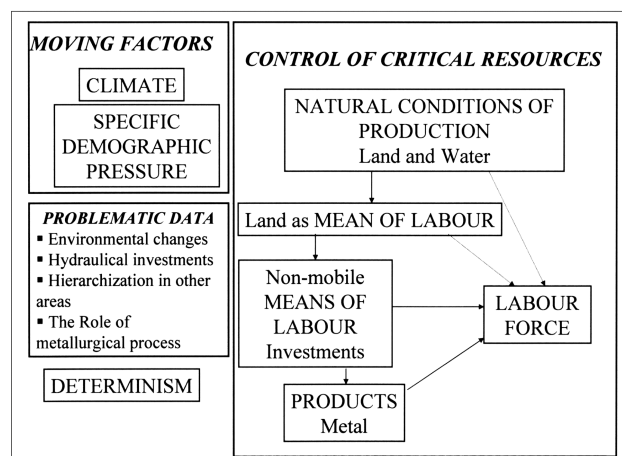 MOVING FACTORS
CLIMATE
SPECIFIC
DEMOGRAPHIC
PRESSURE
PROBLEMATIC DATA
▪ Environmental changes
▪ Hydraulical investments
▪ Hierarchization in other
areas
▪ The Role of
metallurgical process
DETERMINISM
CONTROL OF CRITICAL RESOURCES
NATURAL CONDITIONS OF
PRODUCTION
Land and Water
Land as MEAN OF LABOUR
Non-mobile
MEANS OF
LABOUR
Investments
LABOUR
FORCE
PRODUCTS
Metal